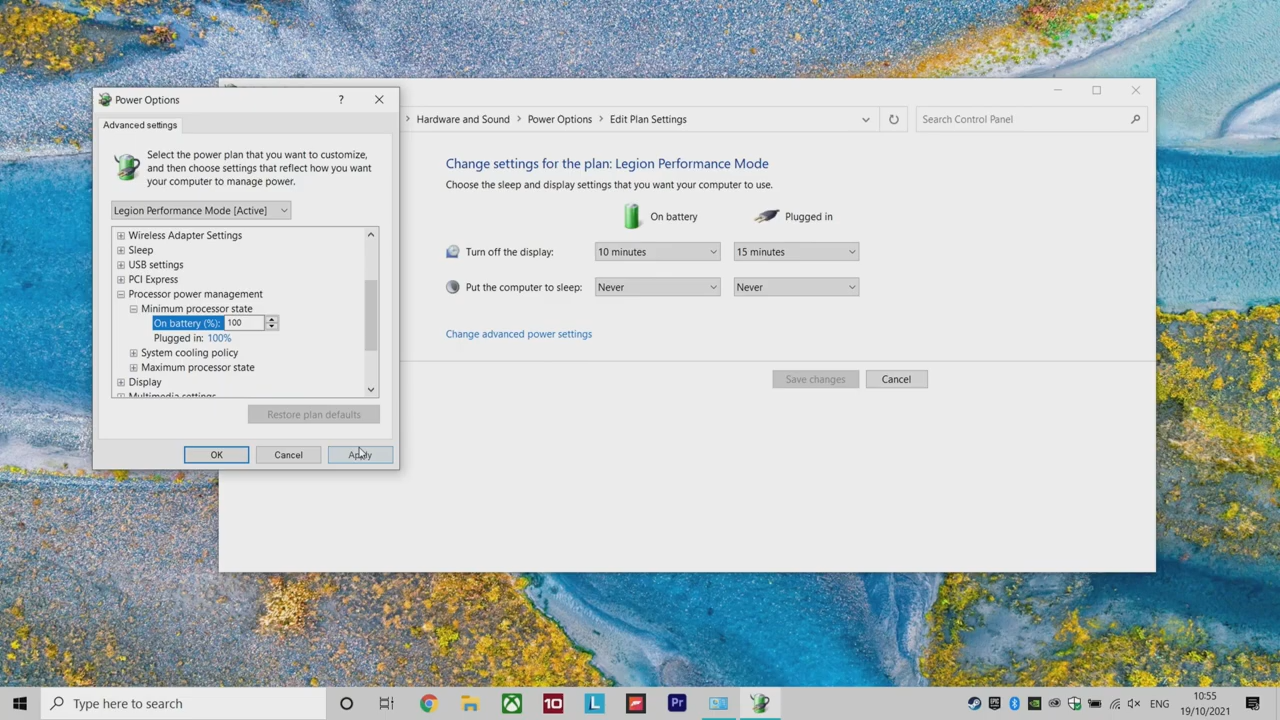 Power Options
?
Advanced settings
Select the power plan that you want to customize,
and then choose settings that reflect how you want
your computer to manage power.
Legion Performance Mode [Active]
Wireless Adapter Settings
Sleep
USB settings
PCI Express
Processor power management
Minimum processor state
On battery (%): 100
Plugged in: 100%
System cooling policy
Maximum processor state
Display
Multimedia settings
Restore plan defaults
OK Cancel Apply
Hardware and Sound > Power Options > Edit Plan Settings
Search Control Panel
Change settings for the plan: Legion Performance Mode
Choose the sleep and display settings that you want your computer to use.
On battery Plugged in
Turn off the display: 10 minutes 15 minutes
Put the computer to sleep: Never Never
Change advanced power settings
Save changes Cancel
Type here to search
10
L
Pr
ENG
10:55
19/10/2021